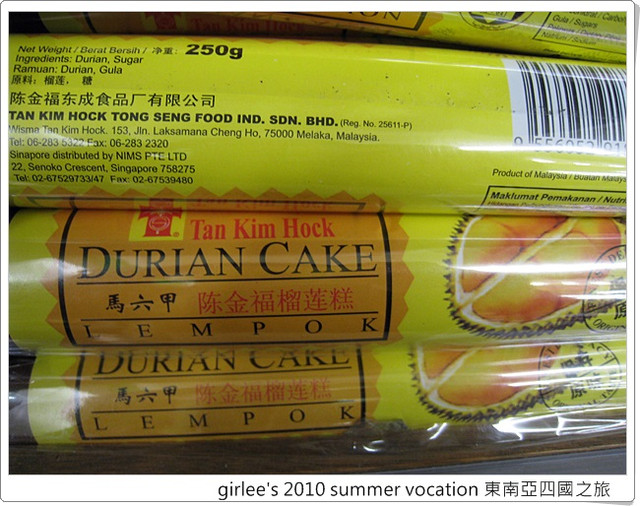 Net Weight / Berat Bersih / 净重: 250g
Ingredients: Durian, Sugar
Ramuan: Durian, Gula
原料: 榴莲, 糖
陈金福东成食品厂有限公司
TAN KIM HOCK TONG SENG FOOD IND. SDN. BHD. (Reg. No. 25611-P)
Wisma Tan Kim Hock. 153, Jln. Laksamana Cheng Ho, 75000 Melaka, Malaysia.
Tel: 06-283 5322 Fax: 06-283 2320
Sinapore distributed by NIMS PTE LTD
22, Senoko Crescent, Singapore 758275
Tel: 02-67529733/47 Fax: 02-67539480
Product of Malaysia / Buatan Malaysia
Maklumat Pemakanan / Nutri
Tan Kim Hock
DURIAN CAKE
馬六甲 陈金福榴莲糕
LEMPOK
DURIAN CAKE
馬六甲 陈金福榴莲糕
LEMPOK
girlee's 2010 summer vocation 東南亞四國之旅